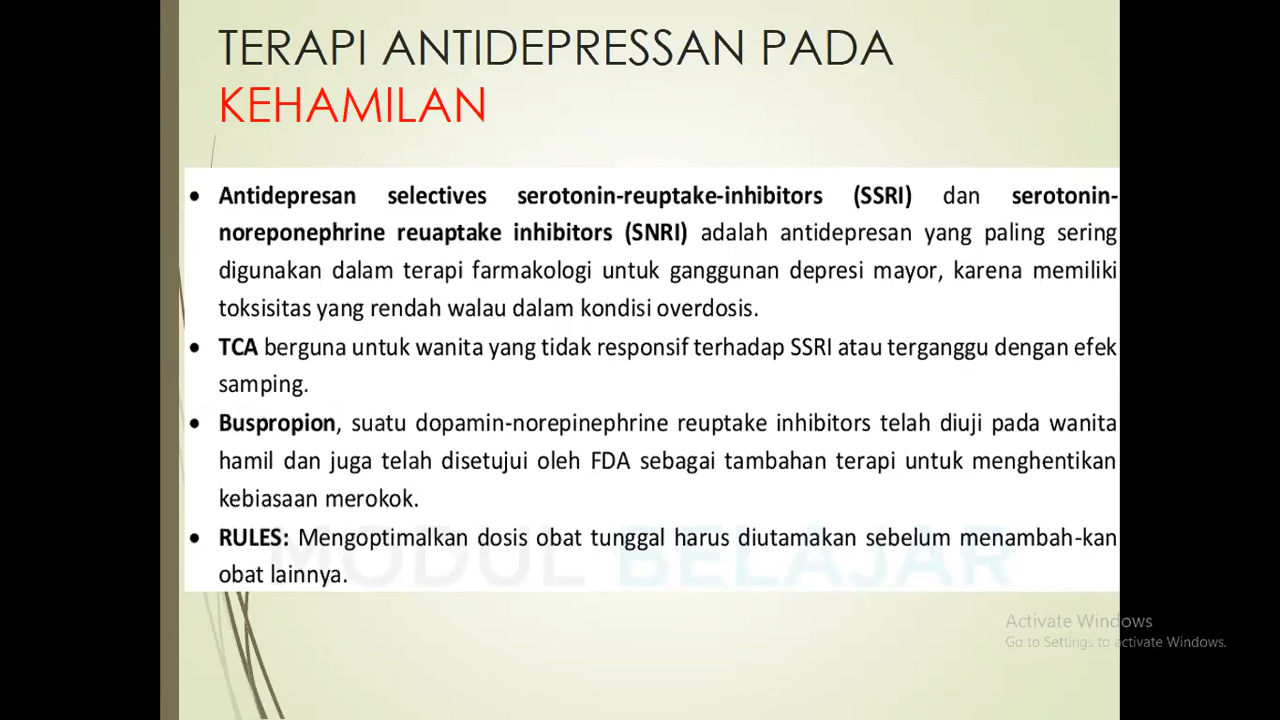 TERAPI ANTIDEPRESSAN PADA
KEHAMILAN
• Antidepresan selectives serotonin-reuptake-inhibitors (SSRI) dan serotonin-
noreponephrine reuaptake inhibitors (SNRI) adalah antidepresan yang paling sering
digunakan dalam terapi farmakologi untuk ganggunan depresi mayor, karena memiliki
toksisitas yang rendah walau dalam kondisi overdosis.
• TCA berguna untuk wanita yang tidak responsif terhadap SSRI atau terganggu dengan efek
samping.
• Buspropion, suatu dopamin-norepinephrine reuptake inhibitors telah diuji pada wanita
hamil dan juga telah disetujui oleh FDA sebagai tambahan terapi untuk menghentikan
kebiasaan merokok.
• RULES: Mengoptimalkan dosis obat tunggal harus diutamakan sebelum menambah-kan
obat lainnya.
MODUL BELAJAR
Activate Windows
Go to Settings to activate Windows.